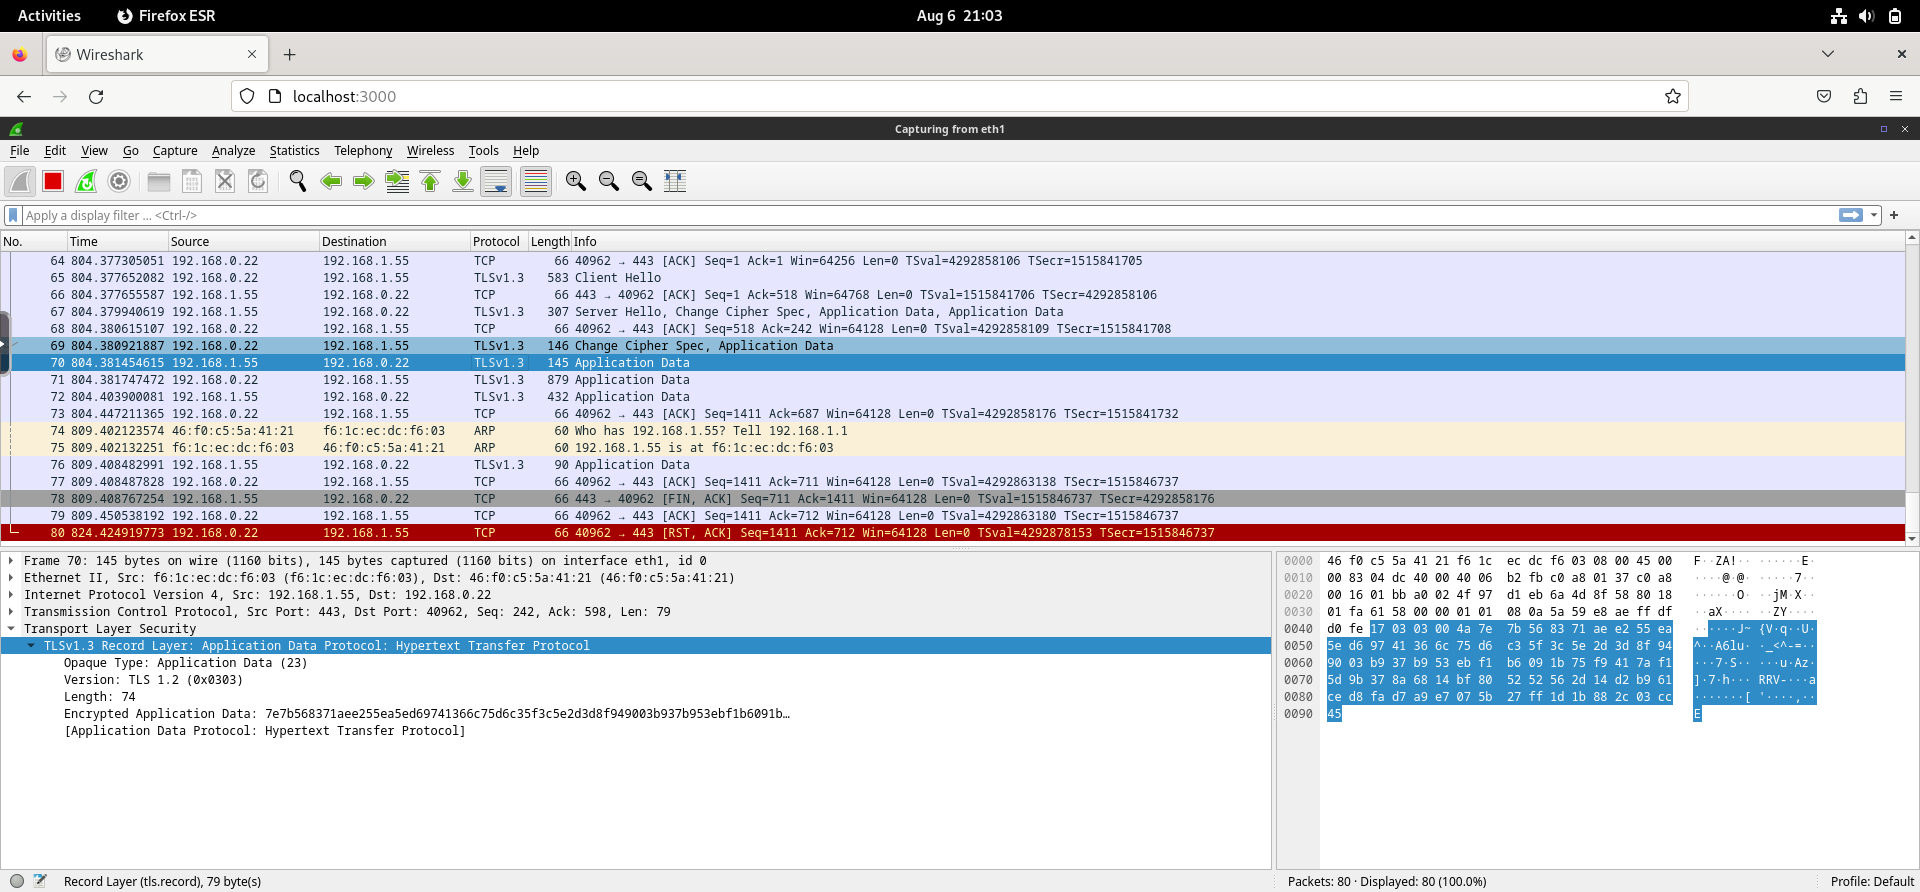 Activities Firefox ESR Aug 6 21:03
Wireshark
localhost:3000
Capturing from eth1
File Edit View Go Capture Analyze Statistics Telephony Wireless Tools Help
Apply a display filter ... <Ctrl-/>
No. Time Source Destination Protocol Length Info
64 804.377305051 192.168.0.22 192.168.1.55 TCP 66 40962 → 443 [ACK] Seq=1 Ack=1 Win=64256 Len=0 TSval=4292858106 TSecr=1515841705
65 804.377652082 192.168.0.22 192.168.1.55 TLSv1.3 583 Client Hello
66 804.377655587 192.168.1.55 192.168.0.22 TCP 66 443 → 40962 [ACK] Seq=1 Ack=518 Win=64768 Len=0 TSval=1515841706 TSecr=4292858106
67 804.379940619 192.168.1.55 192.168.0.22 TLSv1.3 307 Server Hello, Change Cipher Spec, Application Data, Application Data
68 804.380615107 192.168.0.22 192.168.1.55 TCP 66 40962 → 443 [ACK] Seq=518 Ack=242 Win=64128 Len=0 TSval=4292858109 TSecr=1515841708
69 804.380921887 192.168.0.22 192.168.1.55 TLSv1.3 146 Change Cipher Spec, Application Data
70 804.381454615 192.168.1.55 192.168.0.22 TLSv1.3 145 Application Data
71 804.381747472 192.168.0.22 192.168.1.55 TLSv1.3 879 Application Data
72 804.403900081 192.168.1.55 192.168.0.22 TLSv1.3 432 Application Data
73 804.447211365 192.168.0.22 192.168.1.55 TCP 66 40962 → 443 [ACK] Seq=1411 Ack=687 Win=64128 Len=0 TSval=4292858176 TSecr=1515841732
74 809.402123574 46:f0:c5:5a:41:21 f6:1c:ec:dc:f6:03 ARP 60 Who has 192.168.1.55? Tell 192.168.1.1
75 809.402132251 f6:1c:ec:dc:f6:03 46:f0:c5:5a:41:21 ARP 60 192.168.1.55 is at f6:1c:ec:dc:f6:03
76 809.408482991 192.168.1.55 192.168.0.22 TLSv1.3 90 Application Data
77 809.408487828 192.168.0.22 192.168.1.55 TCP 66 40962 → 443 [ACK] Seq=1411 Ack=711 Win=64128 Len=0 TSval=4292863138 TSecr=1515846737
78 809.408767254 192.168.1.55 192.168.0.22 TCP 66 443 → 40962 [FIN, ACK] Seq=711 Ack=1411 Win=64128 Len=0 TSval=1515846737 TSecr=4292858176
79 809.450538192 192.168.0.22 192.168.1.55 TCP 66 40962 → 443 [ACK] Seq=1411 Ack=712 Win=64128 Len=0 TSval=4292863180 TSecr=1515846737
80 824.424919773 192.168.0.22 192.168.1.55 TCP 66 40962 → 443 [RST, ACK] Seq=1411 Ack=712 Win=64128 Len=0 TSval=4292878153 TSecr=1515846737
Frame 70: 145 bytes on wire (1160 bits), 145 bytes captured (1160 bits) on interface eth1, id 0
Ethernet II, Src: f6:1c:ec:dc:f6:03 (f6:1c:ec:dc:f6:03), Dst: 46:f0:c5:5a:41:21 (46:f0:c5:5a:41:21)
Internet Protocol Version 4, Src: 192.168.1.55, Dst: 192.168.0.22
Transmission Control Protocol, Src Port: 443, Dst Port: 40962, Seq: 242, Ack: 598, Len: 79
Transport Layer Security
TLSv1.3 Record Layer: Application Data Protocol: Hypertext Transfer Protocol
Opaque Type: Application Data (23)
Version: TLS 1.2 (0x0303)
Length: 74
Encrypted Application Data: 7e7b568371aee255ea5ed69741366c75d6c35f3c5e2d3d8f949003b937b953ebf1b6091b…
[Application Data Protocol: Hypertext Transfer Protocol]
0000 46 f0 c5 5a 41 21 f6 1c ec dc f6 03 08 00 45 00 F··ZA!·· ······E·
0010 00 83 04 dc 40 00 40 06 b2 fb c0 a8 01 37 c0 a8 ····@·@· ·····7··
0020 00 16 01 bb a0 02 4f 97 d1 eb 6a 4d 8f 58 80 18 ······O· ··jM·X··
0030 01 fa 61 58 00 00 01 01 08 0a 5a 59 e8 ae ff df ··aX···· ··ZY····
0040 d0 fe 17 03 03 00 4a 7e 7b 56 83 71 ae e2 55 ea ······J~ {V·q··U·
0050 5e d6 97 41 36 6c 75 d6 c3 5f 3c 5e 2d 3d 8f 94 ^··A6lu· ·_<^-=··
0060 90 03 b9 37 b9 53 eb f1 b6 09 1b 75 f9 41 7a f1 ···7·S·· ···u·Az·
0070 5d 9b 37 8a 68 14 bf 80 52 52 56 2d 14 d2 b9 61 ]·7·h··· RRV-···a
0080 ce d8 fa d7 a9 e7 07 5b 27 ff 1d 1b 88 2c 03 cc ·······[ '····,··
0090 45 E
Record Layer (tls.record), 79 byte(s) Packets: 80 · Displayed: 80 (100.0%) Profile: Default